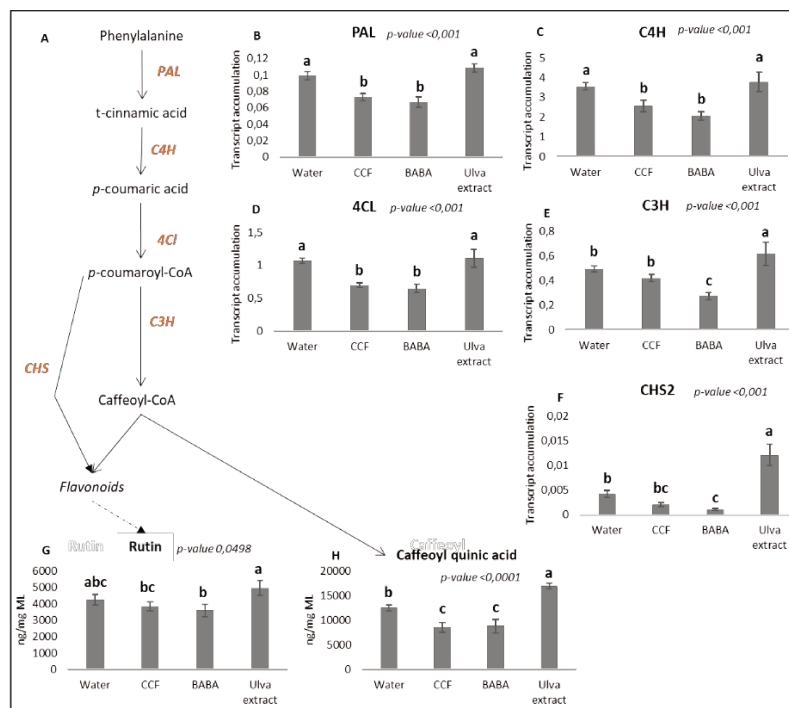 A
Phenylalanine
PAL
t-cinnamic acid
C4H
p-coumaric acid
4Cl
p-coumaroyl-CoA
C3H
CHS
Caffeoyl-CoA
Flavonoids
B
PAL
p-value <0,001
Transcript accumulation
0,12
0,1
0,08
0,06
0,04
0,02
0
a
b
b
a
Water
CCF
BABA
Ulva
extract
C
C4H
p-value <0,001
Transcript accumulation
5
4
3
2
1
0
a
b
b
a
Water
CCF
BABA
Ulva
extract
D
4CL
p-value <0,001
Transcript accumulation
1,5
1
0,5
0
a
b
b
a
Water
CCF
BABA
Ulva
extract
E
C3H
p-value <0,001
Transcript accumulation
0,8
0,6
0,4
0,2
0
b
b
c
a
Water
CCF
BABA
Ulva
extract
F
CHS2
p-value <0,001
Transcript accumulation
0,02
0,015
0,01
0,005
0
b
bc
c
a
Water
CCF
BABA
Ulva
extract
G
Rutin
Rutin
p-value 0,0498
ng/mg ML
6000
5000
4000
3000
2000
1000
0
abc
bc
b
a
Water
CCF
BABA
Ulva
extract
H
Caffeoyl
Caffeoyl quinic acid
p-value <0,0001
ng/mg ML
20000
15000
10000
5000
0
b
c
c
a
Water
CCF
BABA
Ulva
extract